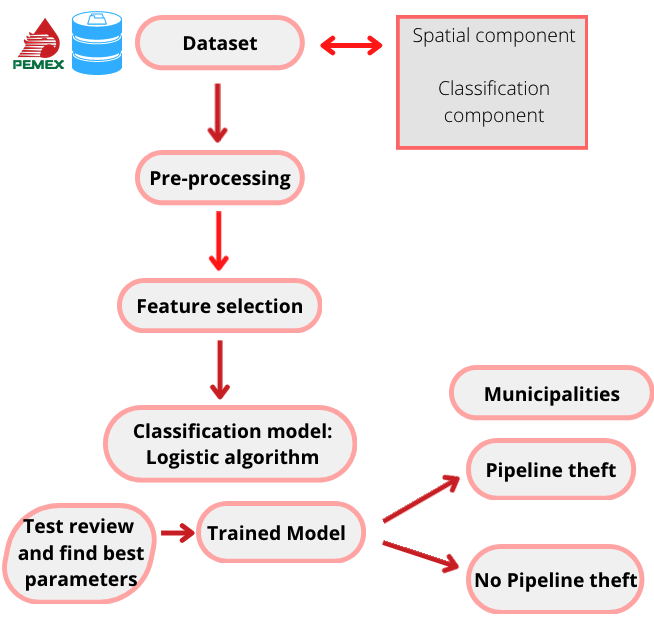 PEMEX
Dataset
Spatial component
Classification
component
Pre-processing
Feature selection
Classification model:
Logistic algorithm
Municipalities
Pipeline theft
Test review
and find best
parameters
Trained Model
No Pipeline theft